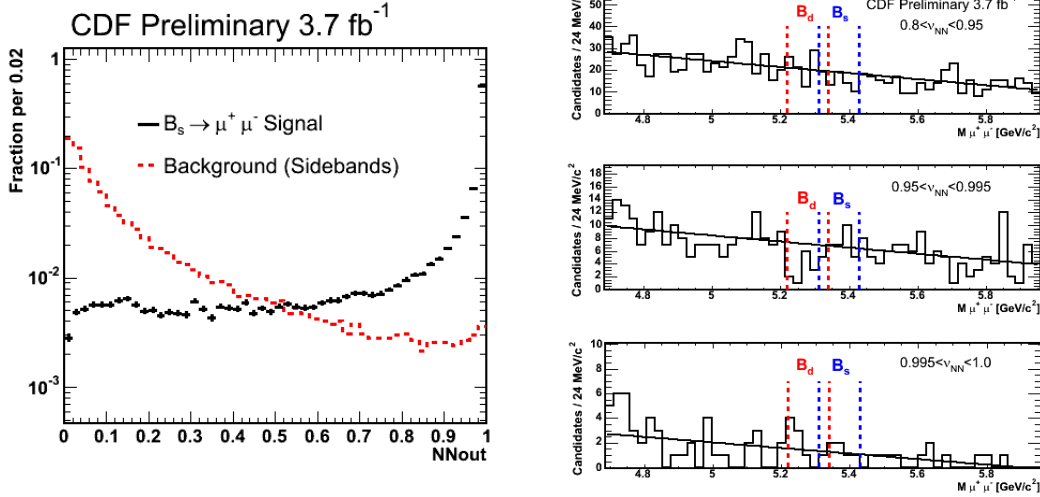 CDF Preliminary 3.7 fb⁻¹
Fraction per 0.02
1
10⁻¹
10⁻²
10⁻³
Bₛ → μ⁺ μ⁻ Signal
Background (Sidebands)
0 0.1 0.2 0.3 0.4 0.5 0.6 0.7 0.8 0.9 1
NNout
CDF Preliminary 3.7 fb⁻¹
0.8<νNN<0.95
Candidates / 24 MeV/c²
50
40
30
20
10
0
B_d Bₛ
4.8 5 5.2 5.4 5.6 5.8
M μ⁺ μ⁻ [GeV/c²]
0.95<νNN<0.995
Candidates / 24 MeV/c²
18
16
14
12
10
8
6
4
2
0
B_d Bₛ
4.8 5 5.2 5.4 5.6 5.8
M μ⁺ μ⁻ [GeV/c²]
0.995<νNN<1.0
Candidates / 24 MeV/c²
10
8
6
4
2
0
B_d Bₛ
4.8 5 5.2 5.4 5.6 5.8
M μ⁺ μ⁻ [GeV/c²]